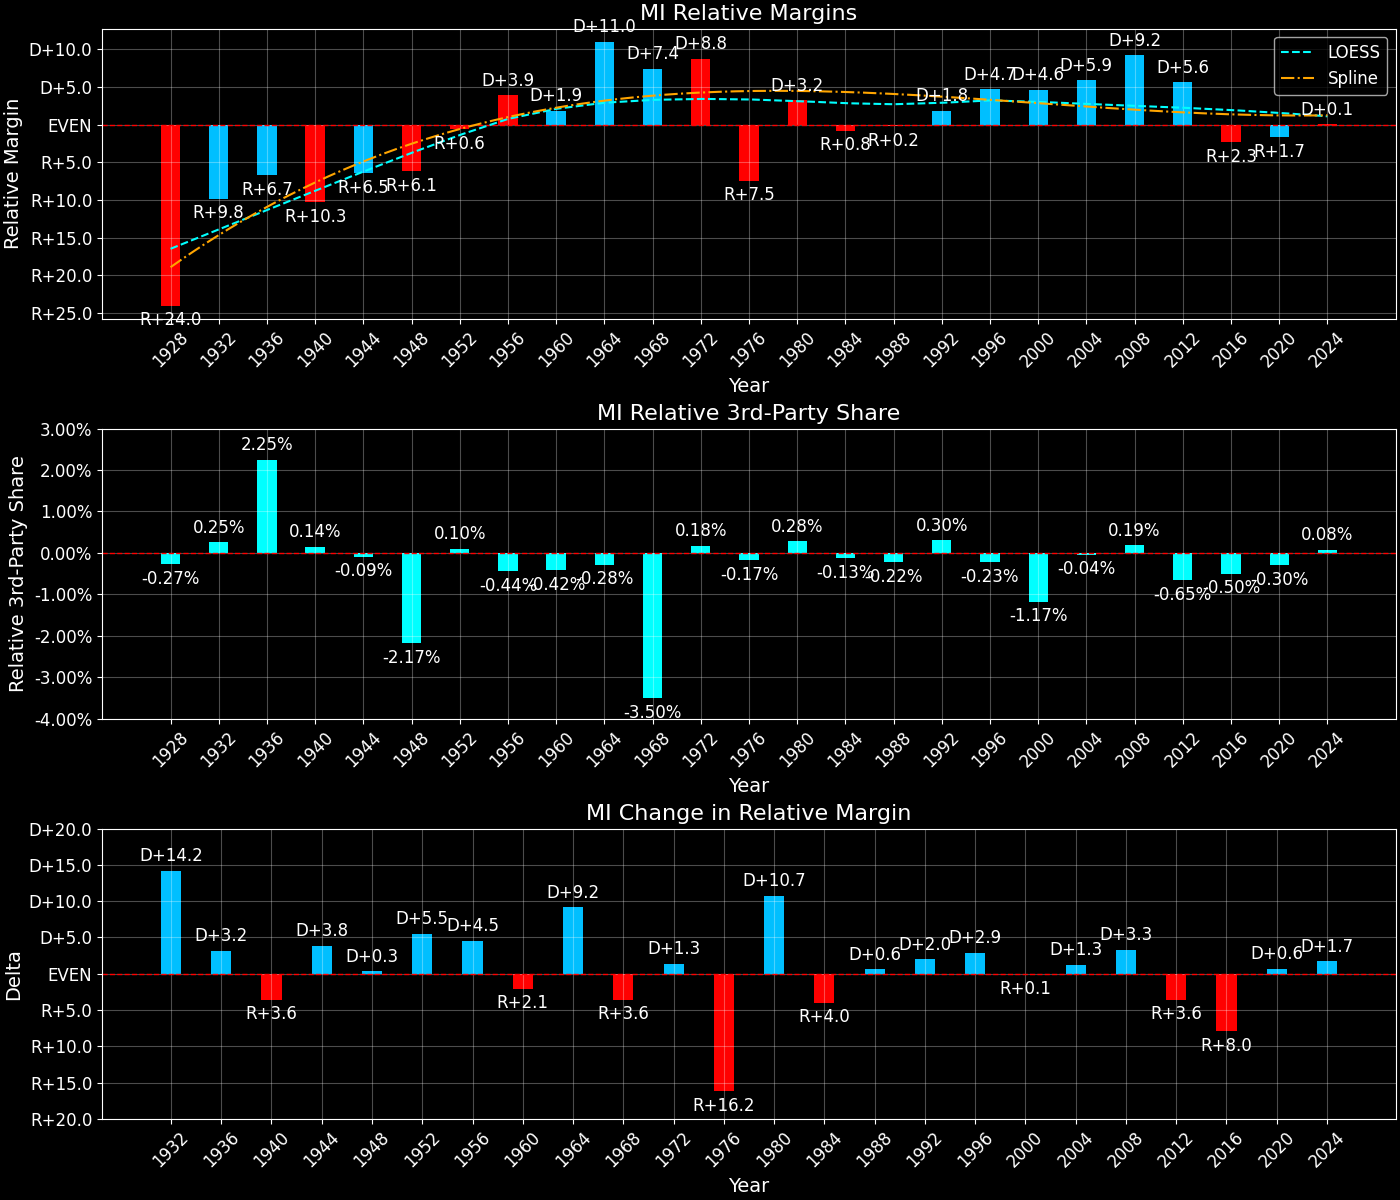 MI Relative Margins
Relative Margin
D+10.0
D+5.0
EVEN
R+5.0
R+10.0
R+15.0
R+20.0
R+25.0
R+24.0
R+9.8
R+6.7
R+10.3
R+6.5
R+6.1
R+0.6
D+3.9
D+1.9
D+11.0
D+7.4
D+8.8
R+7.5
D+3.2
R+0.8
R+0.2
D+1.8
D+4.7
D+4.6
D+5.9
D+9.2
D+5.6
R+2.3
R+1.7
D+0.1
LOESS
Spline
1928 1932 1936 1940 1944 1948 1952 1956 1960 1964 1968 1972 1976 1980 1984 1988 1992 1996 2000 2004 2008 2012 2016 2020 2024
Year
MI Relative 3rd-Party Share
Relative 3rd-Party Share
3.00%
2.00%
1.00%
0.00%
-1.00%
-2.00%
-3.00%
-4.00%
-0.27%
0.25%
2.25%
0.14%
-0.09%
-2.17%
0.10%
-0.44%
-0.42%
-0.28%
-3.50%
0.18%
-0.17%
0.28%
-0.13%
-0.22%
0.30%
-0.23%
-1.17%
-0.04%
0.19%
-0.65%
-0.50%
-0.30%
0.08%
1928 1932 1936 1940 1944 1948 1952 1956 1960 1964 1968 1972 1976 1980 1984 1988 1992 1996 2000 2004 2008 2012 2016 2020 2024
Year
MI Change in Relative Margin
Delta
D+20.0
D+15.0
D+10.0
D+5.0
EVEN
R+5.0
R+10.0
R+15.0
R+20.0
D+14.2
D+3.2
R+3.6
D+3.8
D+0.3
D+5.5
D+4.5
R+2.1
D+9.2
R+3.6
D+1.3
R+16.2
D+10.7
R+4.0
D+0.6
D+2.0
D+2.9
R+0.1
D+1.3
D+3.3
R+3.6
R+8.0
D+0.6
D+1.7
1932 1936 1940 1944 1948 1952 1956 1960 1964 1968 1972 1976 1980 1984 1988 1992 1996 2000 2004 2008 2012 2016 2020 2024
Year